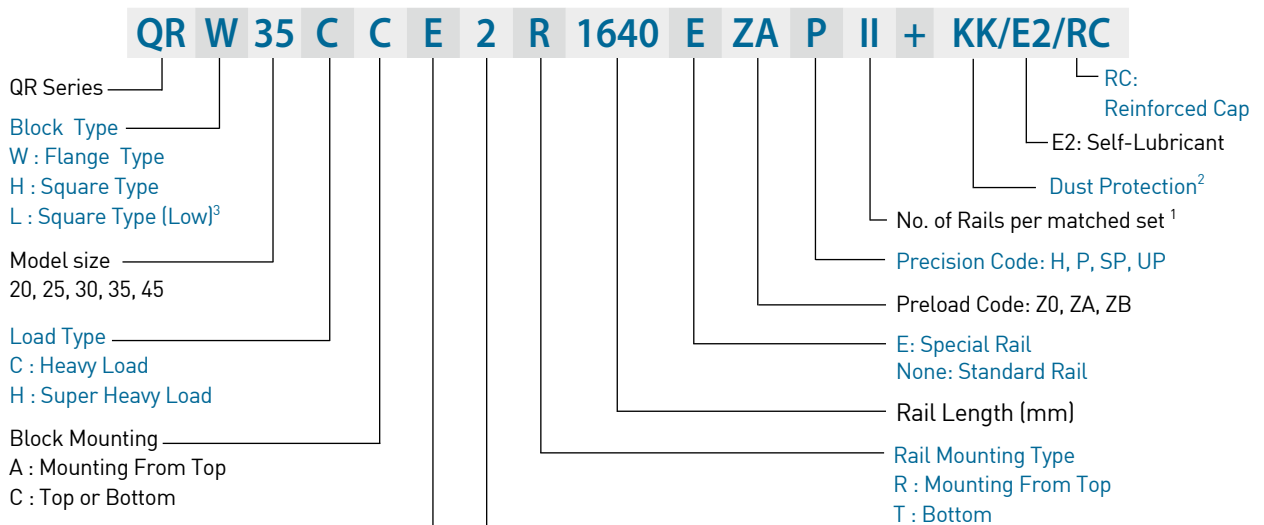 QR W 35 C C E 2 R 1640 E ZA P II + KK/E2/RC
QR Series
Block Type
W : Flange Type
H : Square Type
L : Square Type (Low)3
Model size
20, 25, 30, 35, 45
Load Type
C : Heavy Load
H : Super Heavy Load
Block Mounting
A : Mounting From Top
C : Top or Bottom
RC:
Reinforced Cap
E2: Self-Lubricant
Dust Protection2
No. of Rails per matched set 1
Precision Code: H, P, SP, UP
Preload Code: Z0, ZA, ZB
E: Special Rail
None: Standard Rail
Rail Length (mm)
Rail Mounting Type
R : Mounting From Top
T : Bottom